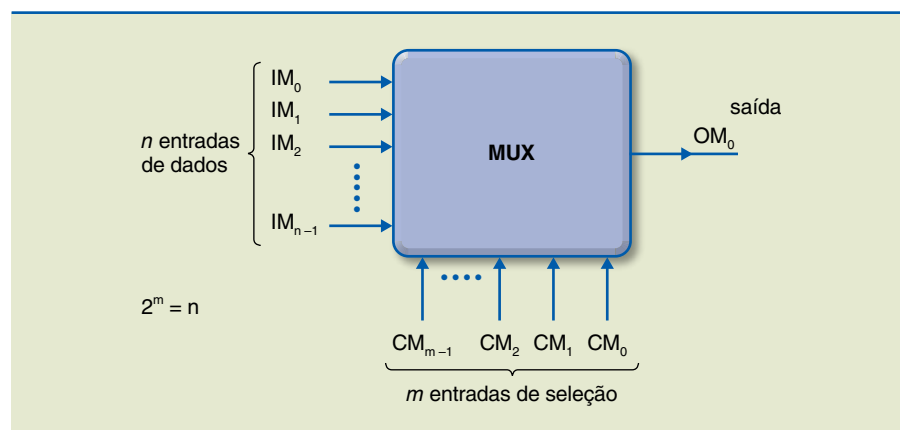 IM₀
IM₁
IM₂
IMₙ₋₁
n entradas
de dados
MUX
saída
OM₀
2ᵐ = n
CMₘ₋₁ CM₂ CM₁ CM₀
m entradas de seleção